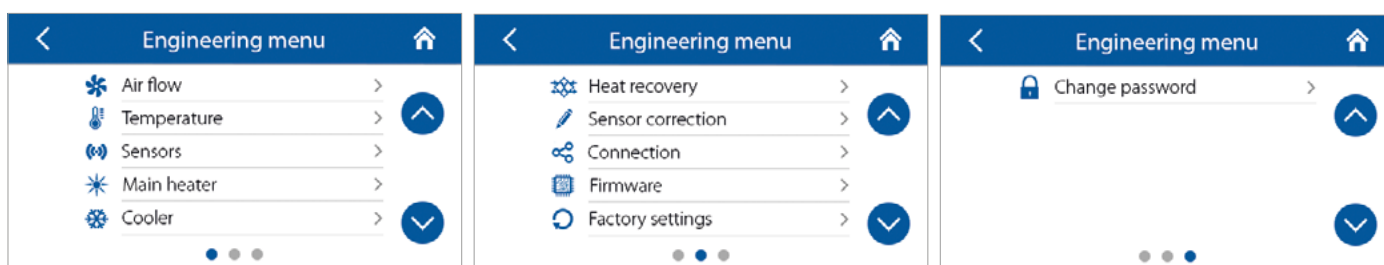 Engineering menu
Air flow
Temperature
Sensors
Main heater
Cooler
Engineering menu
Heat recovery
Sensor correction
Connection
Firmware
Factory settings
Engineering menu
Change password